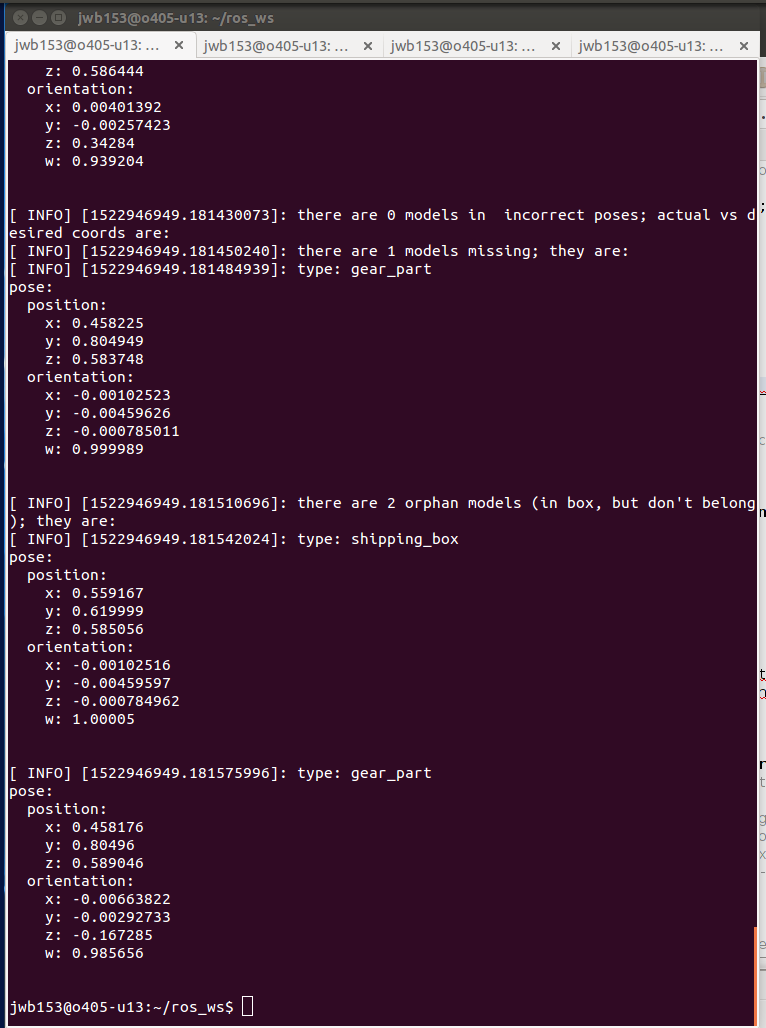 jwb153@o405-u13: ~/ros_ws
jwb153@o405-u13: ... × jwb153@o405-u13: ... × jwb153@o405-u13: ... × jwb153@o405-u13: ... ×
z: 0.586444
orientation:
x: 0.00401392
y: -0.00257423
z: 0.34284
w: 0.939204
[ INFO] [1522946949.181430073]: there are 0 models in  incorrect poses; actual vs d
esired coords are:
[ INFO] [1522946949.181450240]: there are 1 models missing; they are:
[ INFO] [1522946949.181484939]: type: gear_part
pose:
position:
x: 0.458225
y: 0.804949
z: 0.583748
orientation:
x: -0.00102523
y: -0.00459626
z: -0.000785011
w: 0.999989
[ INFO] [1522946949.181510696]: there are 2 orphan models (in box, but don't belong
); they are:
[ INFO] [1522946949.181542024]: type: shipping_box
pose:
position:
x: 0.559167
y: 0.619999
z: 0.585056
orientation:
x: -0.00102516
y: -0.00459597
z: -0.000784962
w: 1.00005
[ INFO] [1522946949.181575996]: type: gear_part
pose:
position:
x: 0.458176
y: 0.80496
z: 0.589046
orientation:
x: -0.00663822
y: -0.00292733
z: -0.167285
w: 0.985656
jwb153@o405-u13:~/ros_ws$